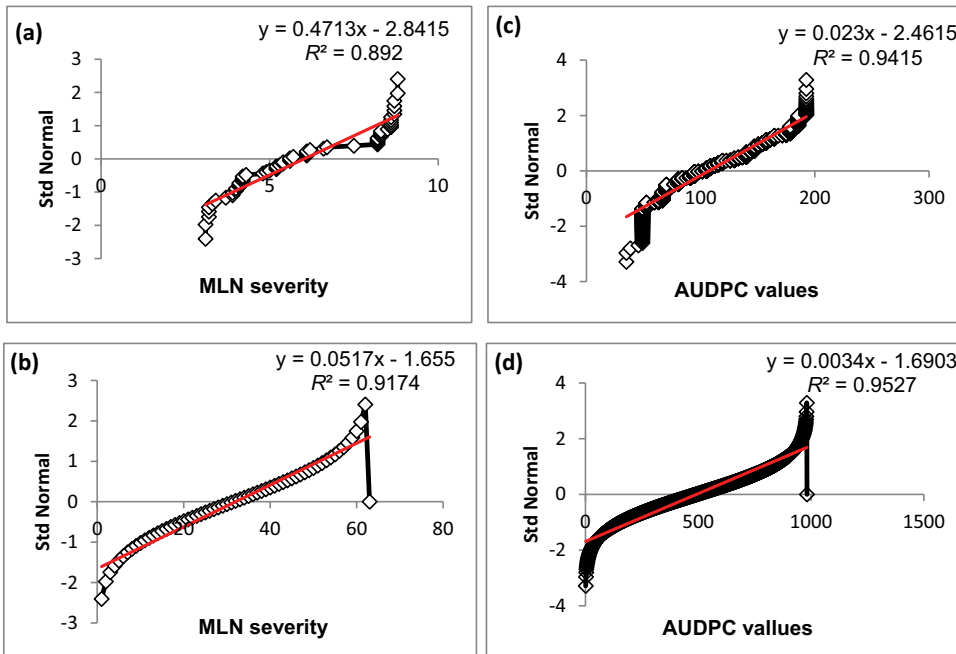 (a)
y = 0.4713x - 2.8415
R² = 0.892
3
2
1
0
-1
-2
-3
0
5
10
Std Normal
MLN severity
(c)
y = 0.023x - 2.4615
R² = 0.9415
4
2
0
-2
-4
0
100
200
300
Std Normal
AUDPC values
(b)
y = 0.0517x - 1.655
R² = 0.9174
3
2
1
0
-1
-2
-3
0
20
40
60
80
Std Normal
MLN severity
(d)
y = 0.0034x - 1.6903
R² = 0.9527
4
2
0
-2
-4
0
500
1000
1500
Std Normal
AUDPC vallues